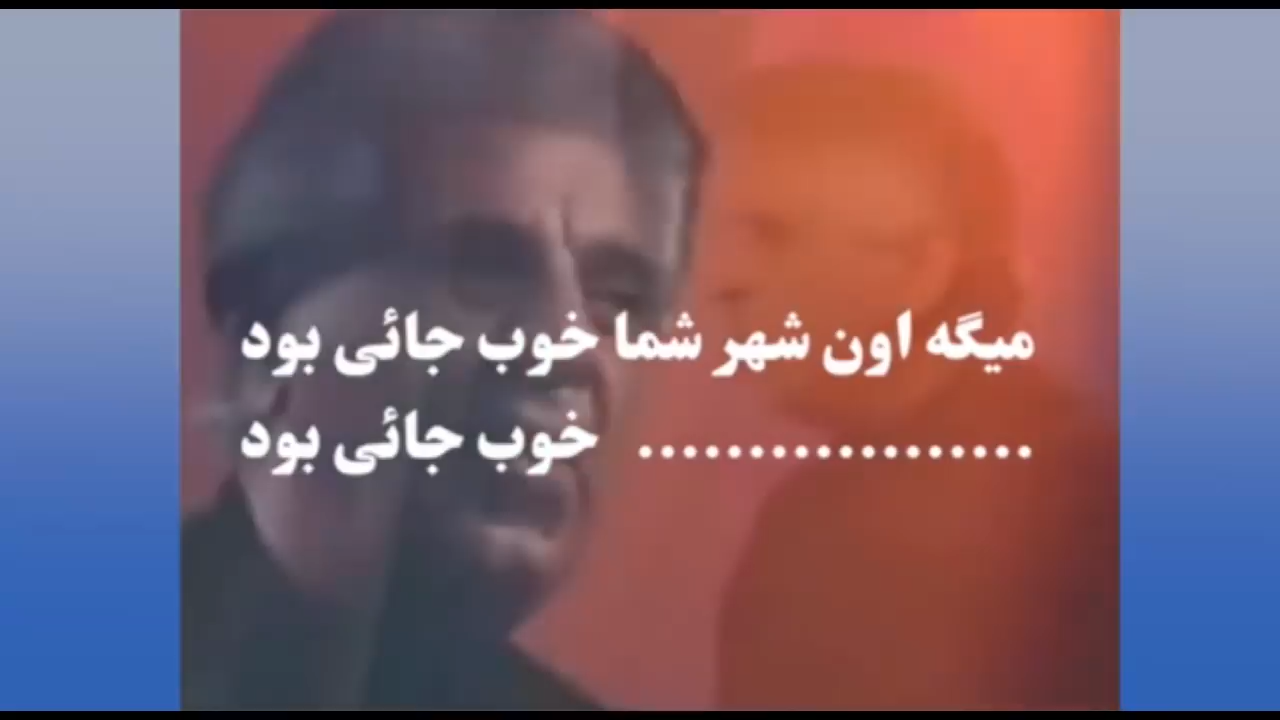 میگه اون شهر شما خوب جائی بود
.................. خوب جائی بود